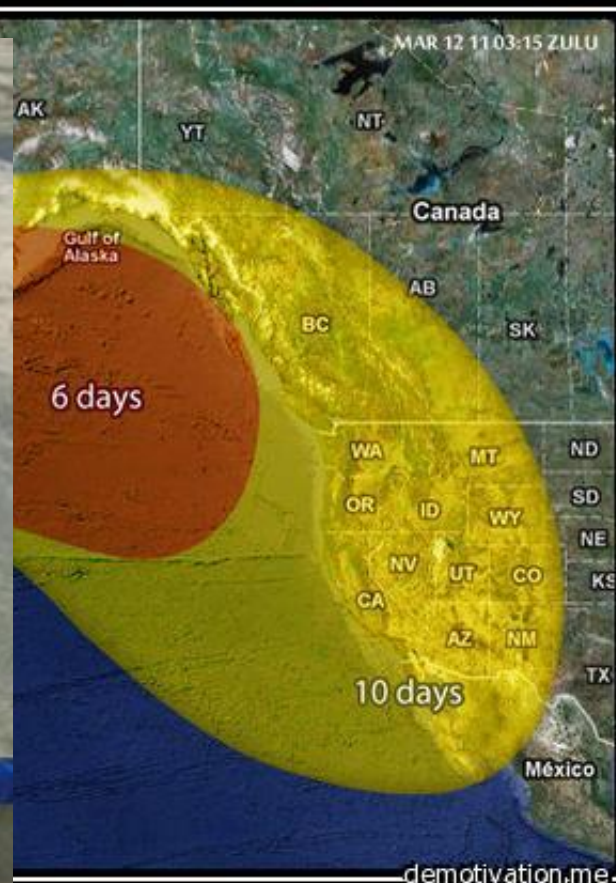 MAR 12 11 03:15 ZULU
AK
YT
NT
Canada
Gulf of
Alaska
AB
BC
SK
6 days
WA
MT
ND
OR
ID
WY
SD
NE
NV
UT
CO
KS
CA
AZ
NM
TX
10 days
México
demotivation.me